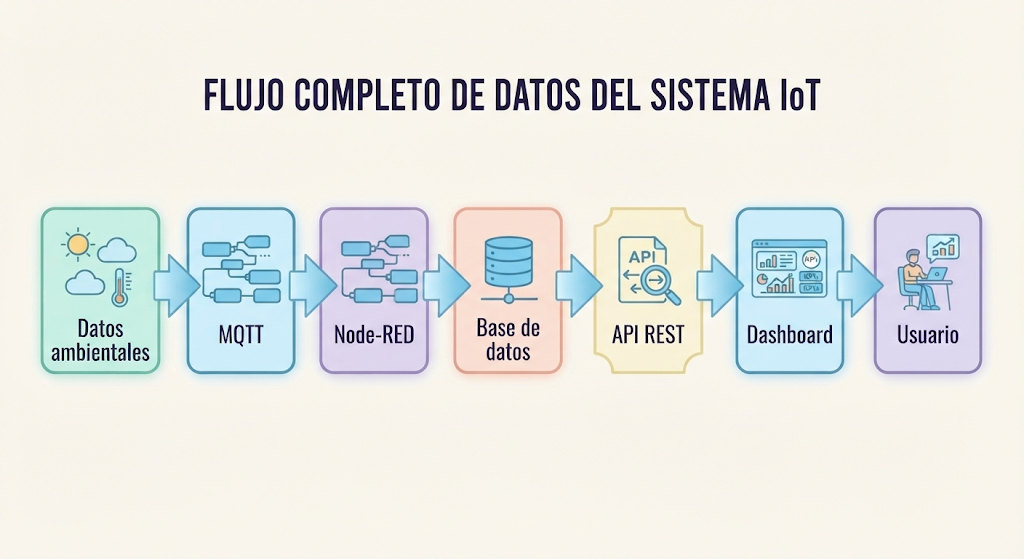 FLUJO COMPLETO DE DATOS DEL SISTEMA IoT
Datos
ambientales
MQTT
Node-RED
Base de
datos
API
API REST
API
Dashboard
Usuario